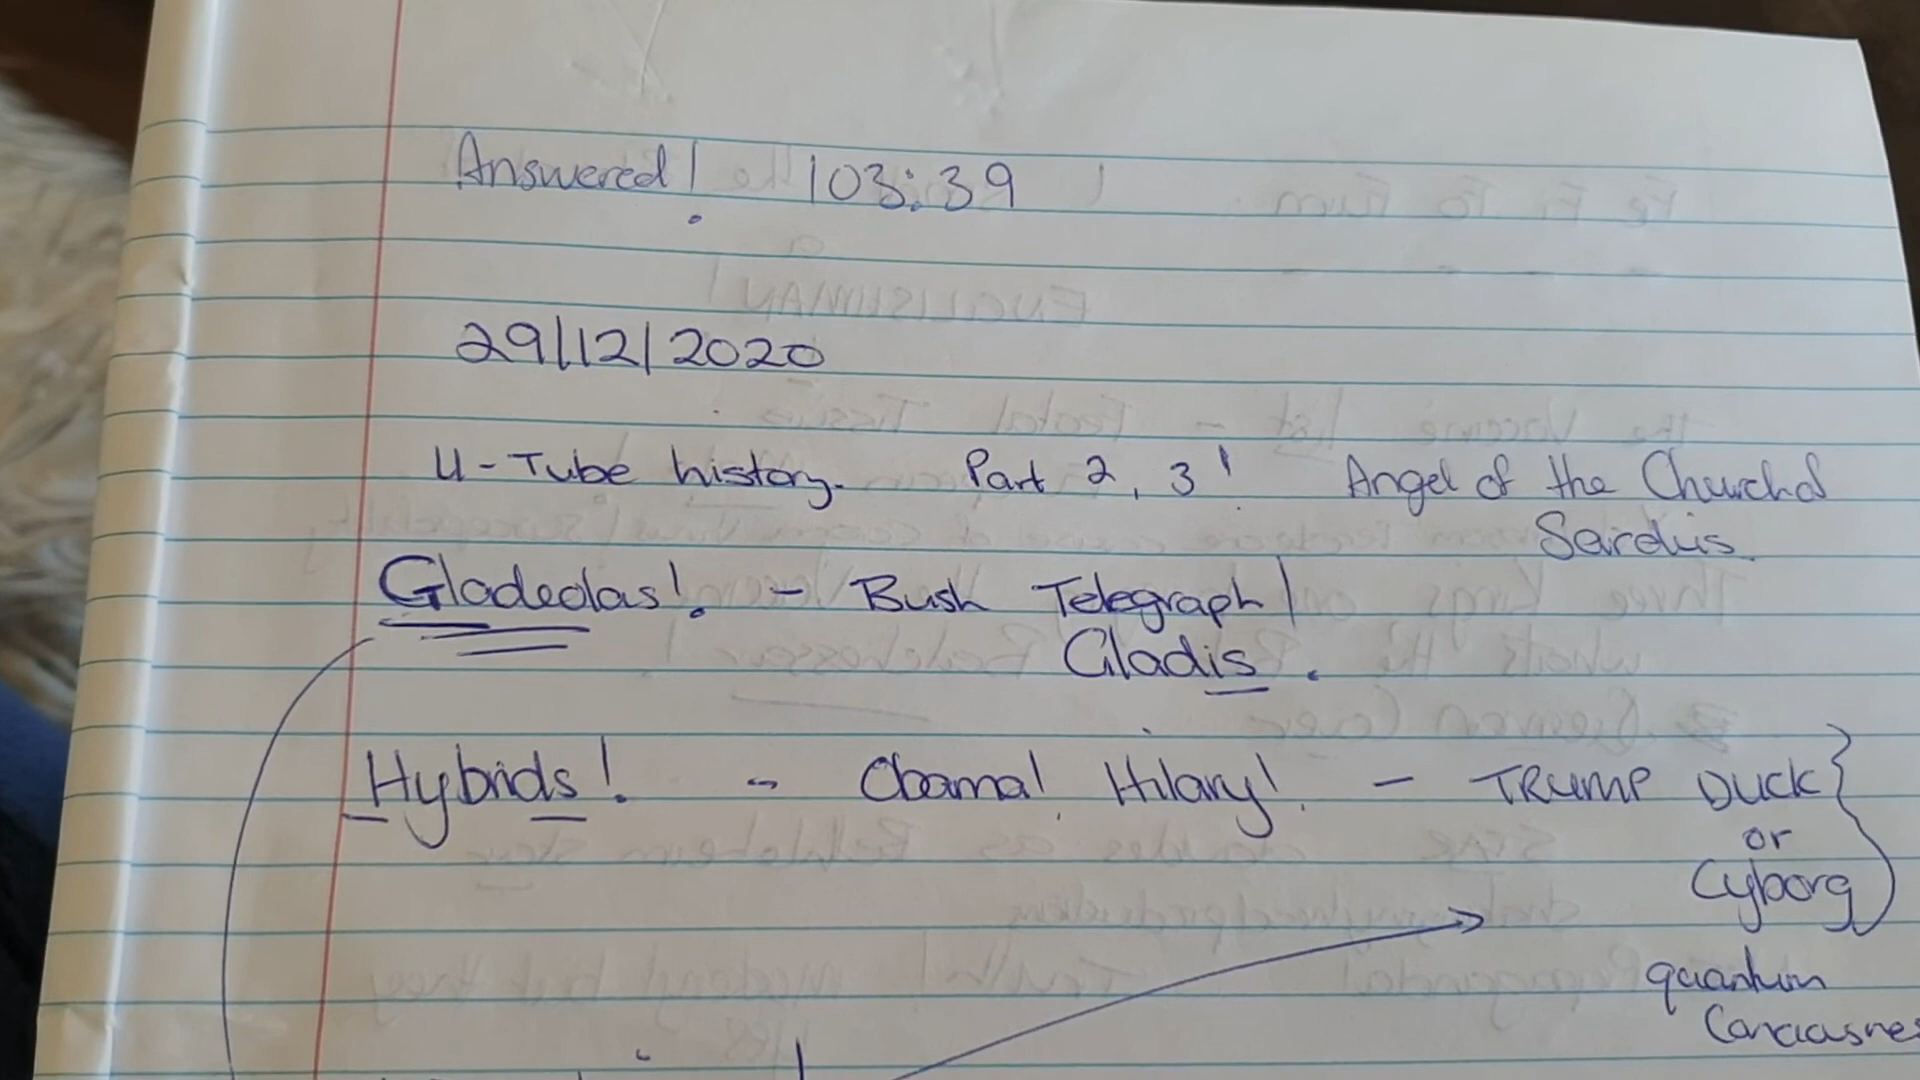 Answered! 103:39
29/12/2020
U-Tube history. Part 2, 3! Angel of the Church of
Sardis.
Gladeolas! - Bush Telegraph!
Gladis.
Hybrids! - Obama! Hilary! - TRUMP DUCK
or
Cyborg
quantum